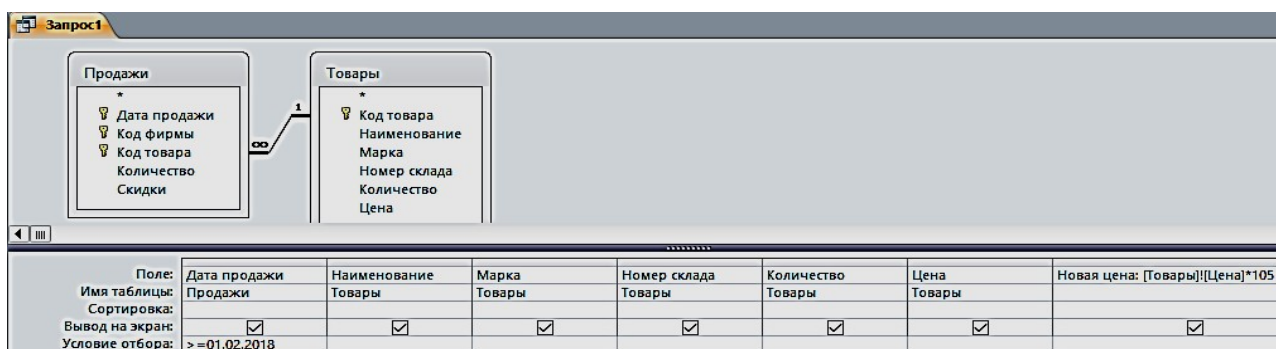 Запрос1
Продажи
*
Дата продажи
Код фирмы
Код товара
Количество
Скидки
∞
1
Товары
*
Код товара
Наименование
Марка
Номер склада
Количество
Цена
Поле: Дата продажи Наименование Марка Номер склада Количество Цена Новая цена: [Товары]![Цена]*105
Имя таблицы: Продажи Товары Товары Товары Товары Товары
Сортировка:
Вывод на экран:
Условие отбора: >=01.02.2018